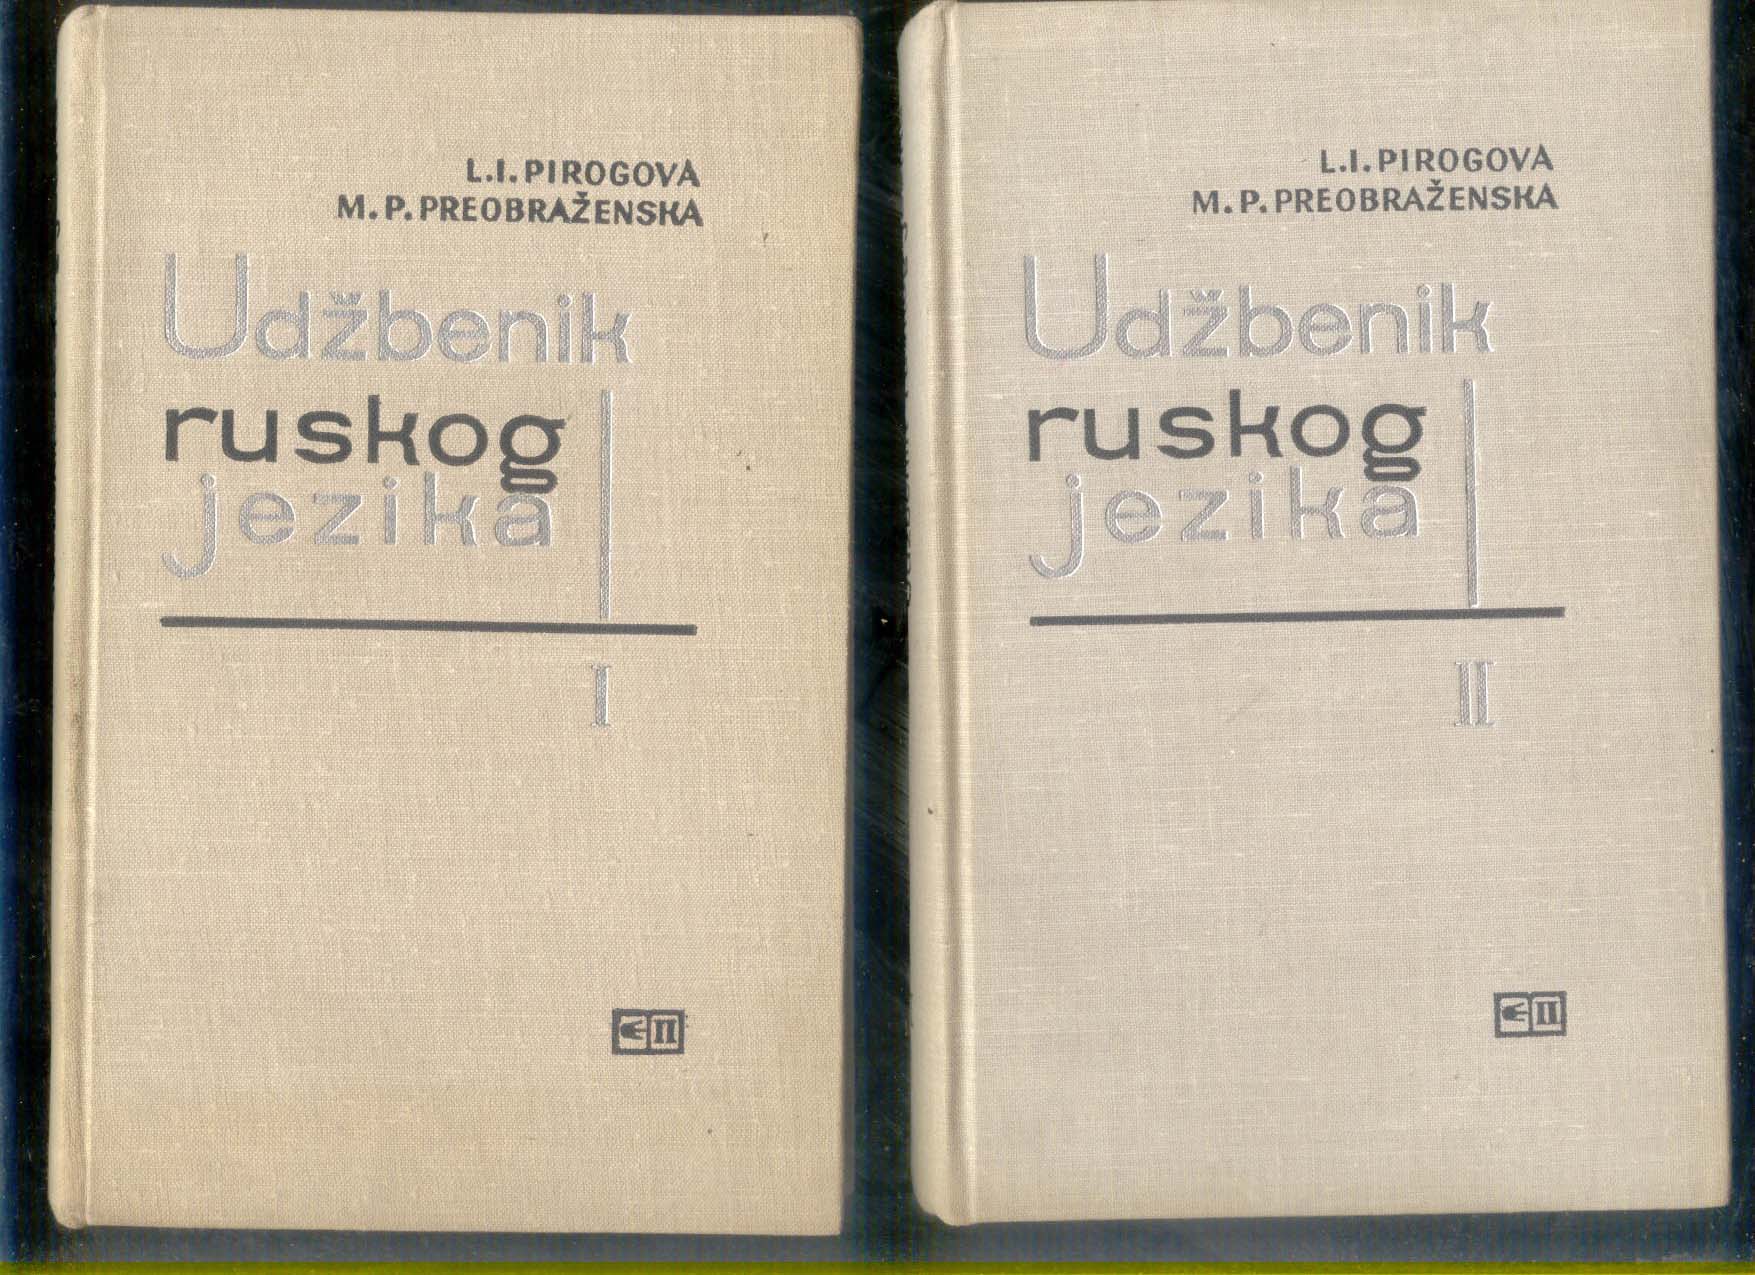 L.I. PIROGOVA
M. P. PREOBRAŽENSKA
Udžbenik
ruskog
jezika
I
L.I. PIROGOVA
M. P. PREOBRAŽENSKA
Udžbenik
ruskog
jezika
II